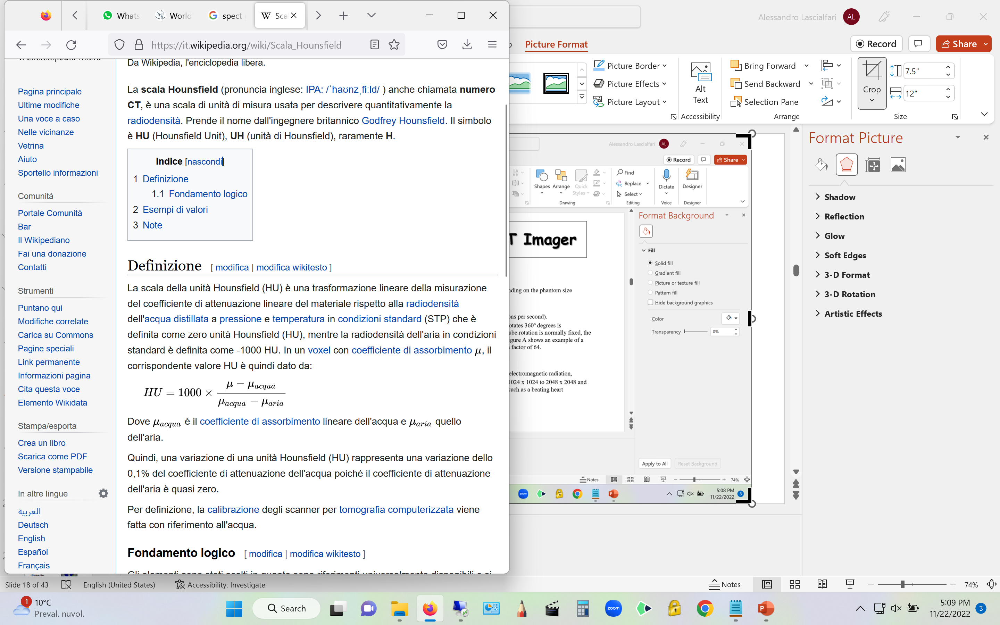 Whats
World
spect
Sca
https://it.wikipedia.org/wiki/Scala_Hounsfield
Alessandro Lascialfari
AL
Picture Format
Record
Share
Picture Border
Picture Effects
Picture Layout
Alt Text
Accessibility
Bring Forward
Send Backward
Selection Pane
Arrange
Crop
7.5"
12"
Size
Da Wikipedia, l'enciclopedia libera.
La scala Hounsfield (pronuncia inglese: IPA: /ˈhaʊnzˌfiːld/ ) anche chiamata numero
CT, è una scala di unità di misura usata per descrivere quantitativamente la
radiodensità. Prende il nome dall'ingegnere britannico Godfrey Hounsfield. Il simbolo
è HU (Hounsfield Unit), UH (unità di Hounsfield), raramente H.
Indice [nascondi]
1 Definizione
1.1 Fondamento logico
2 Esempi di valori
3 Note
Definizione [ modifica | modifica wikitesto ]
La scala della unità Hounsfield (HU) è una trasformazione lineare della misurazione
del coefficiente di attenuazione lineare del materiale rispetto alla radiodensità
dell'acqua distillata a pressione e temperatura in condizioni standard (STP) che è
definita come zero unità Hounsfield (HU), mentre la radiodensità dell'aria in condizioni
standard è definita come -1000 HU. In un voxel con coefficiente di assorbimento μ, il
corrispondente valore HU è quindi dato da:
HU = 1000 × (μ − μacqua) / (μacqua − μaria)
Dove μacqua è il coefficiente di assorbimento lineare dell'acqua e μaria quello
dell'aria.
Quindi, una variazione di una unità Hounsfield (HU) rappresenta una variazione dello
0,1% del coefficiente di attenuazione dell'acqua poiché il coefficiente di attenuazione
dell'aria è quasi zero.
Per definizione, la calibrazione degli scanner per tomografia computerizzata viene
fatta con riferimento all'acqua.
Fondamento logico [ modifica | modifica wikitesto ]
Pagina principale
Ultime modifiche
Una voce a caso
Nelle vicinanze
Vetrina
Aiuto
Sportello informazioni
Comunità
Portale Comunità
Bar
Il Wikipediano
Fai una donazione
Contatti
Strumenti
Puntano qui
Modifiche correlate
Carica su Commons
Pagine speciali
Link permanente
Informazioni pagina
Cita questa voce
Elemento Wikidata
Stampa/esporta
Crea un libro
Scarica come PDF
Versione stampabile
In altre lingue
العربية
Deutsch
English
Español
Français
Alessandro Lascialfari
AL
Record
Share
Shapes
Arrange
Quick Styles
Drawing
Find
Replace
Select
Editing
Dictate
Voice
Designer
Designer
T Imager
nding on the phantom size
ons per second).
otates 360º degrees is
ube rotation is normally fixed, the
igure A shows an example of a
factor of 64.
electromagnetic radiation,
1024 x 1024 to 2048 x 2048 and
such as a beating heart
Format Background
Fill
Solid fill
Gradient fill
Picture or texture fill
Pattern fill
Hide background graphics
Color
Transparency
0%
Apply to All
Reset Background
Notes
74%
zoom
5:08 PM
11/22/2022
3
Format Picture
Shadow
Reflection
Glow
Soft Edges
3-D Format
3-D Rotation
Artistic Effects
Slide 18 of 43
English (United States)
Accessibility: Investigate
Notes
74%
1
10°C
Preval. nuvol.
Search
zoom
5:09 PM
11/22/2022
3